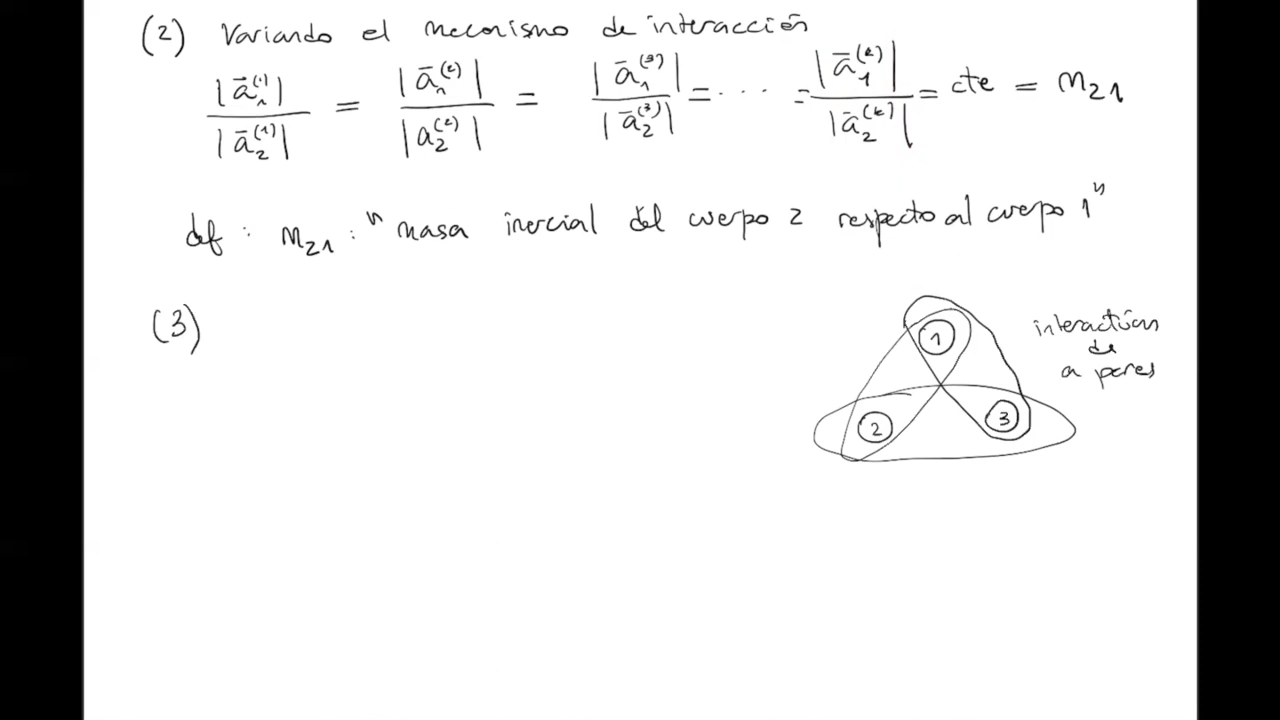 (2) Variando el mecanismo de interacción
|ā₁⁽¹⁾| / |ā₂⁽¹⁾| = |ā₁⁽²⁾| / |a₂⁽²⁾| = |ā₁⁽³⁾| / |ā₂⁽³⁾| = ··· = |ā₁⁽ᵏ⁾| / |ā₂⁽ᵏ⁾| = cte = m₂₁
def : m₂₁ : "masa inercial del cuerpo 2 respecto al cuerpo 1"
(3)
1
2
3
interactúan
de
a pares